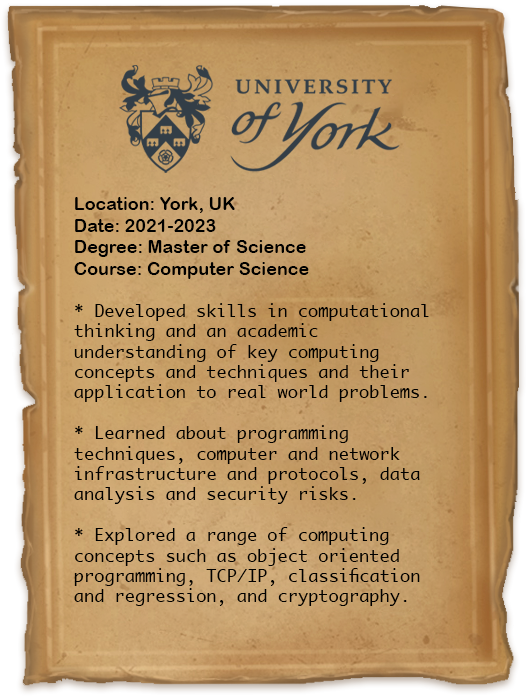 UNIVERSITY
of York
Location: York, UK
Date: 2021-2023
Degree: Master of Science
Course: Computer Science
* Developed skills in computational
thinking and an academic
understanding of key computing
concepts and techniques and their
application to real world problems.
* Learned about programming
techniques, computer and network
infrastructure and protocols, data
analysis and security risks.
* Explored a range of computing
concepts such as object oriented
programming, TCP/IP, classification
and regression, and cryptography.